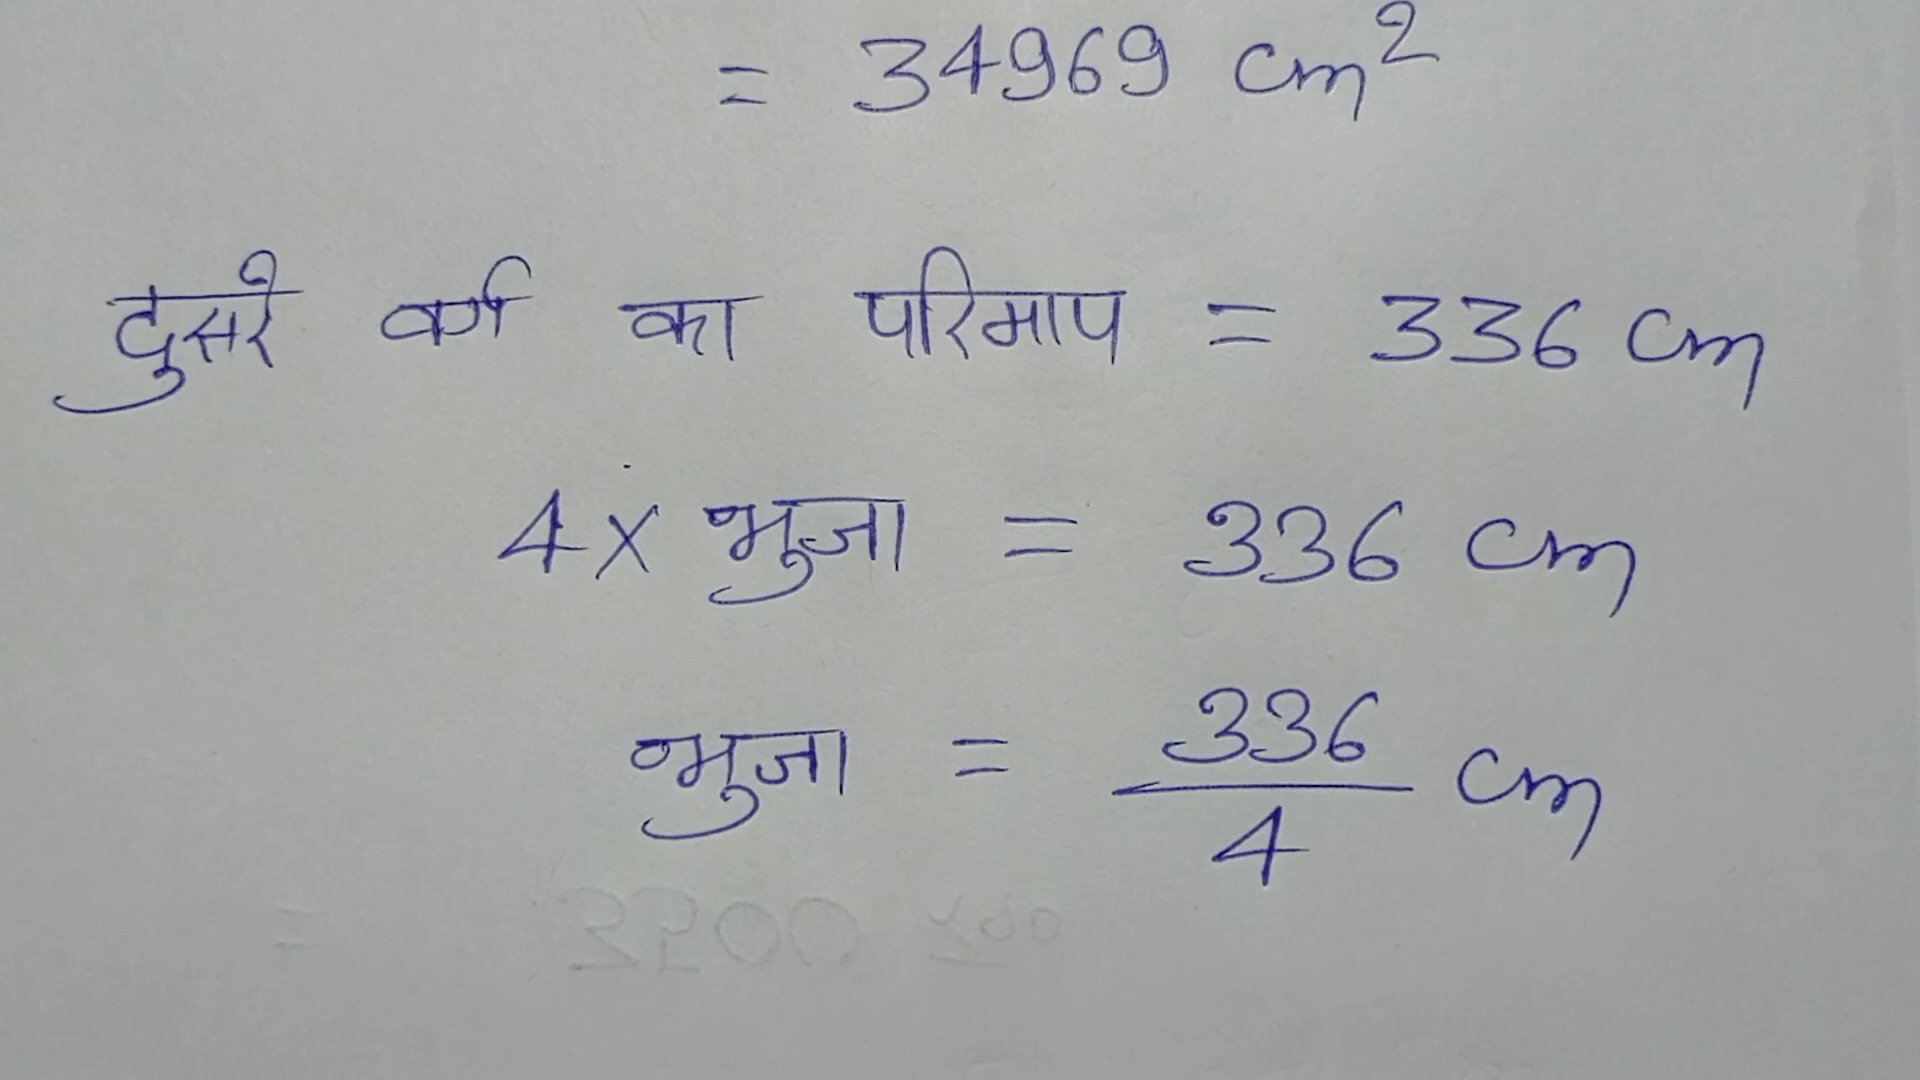 = 34969 cm²
दुसरे वर्ग का परिमाप = 336 cm
4 x भुजा = 336 cm
भुजा = 336/4 cm